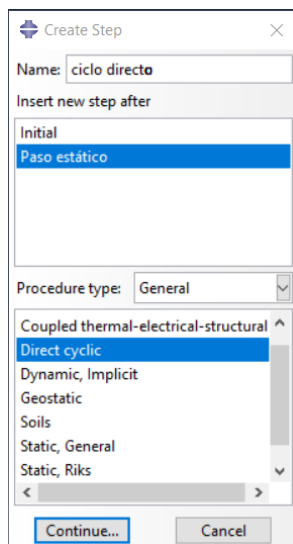 Create Step
Name: ciclo directo
Insert new step after
Initial
Paso estático
Procedure type: General
Coupled thermal-electrical-structural
Direct cyclic
Dynamic, Implicit
Geostatic
Soils
Static, General
Static, Riks
Continue... Cancel